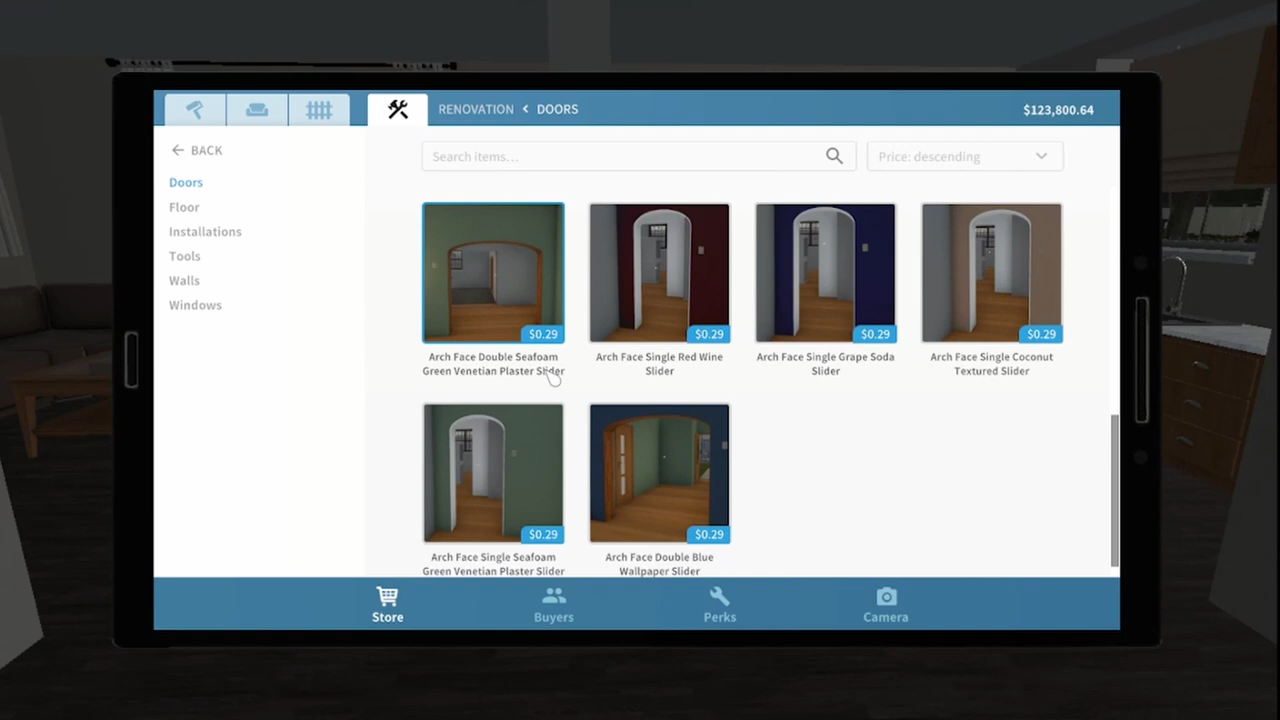 RENOVATION < DOORS
$123,800.64
BACK
Search items...
Price: descending
Doors
Floor
Installations
Tools
Walls
Windows
$0.29
$0.29
$0.29
$0.29
Arch Face Double Seafoam
Green Venetian Plaster Slider
Arch Face Single Red Wine
Slider
Arch Face Single Grape Soda
Slider
Arch Face Single Coconut
Textured Slider
$0.29
$0.29
Arch Face Single Seafoam
Green Venetian Plaster Slider
Arch Face Double Blue
Wallpaper Slider
Store
Buyers
Perks
Camera